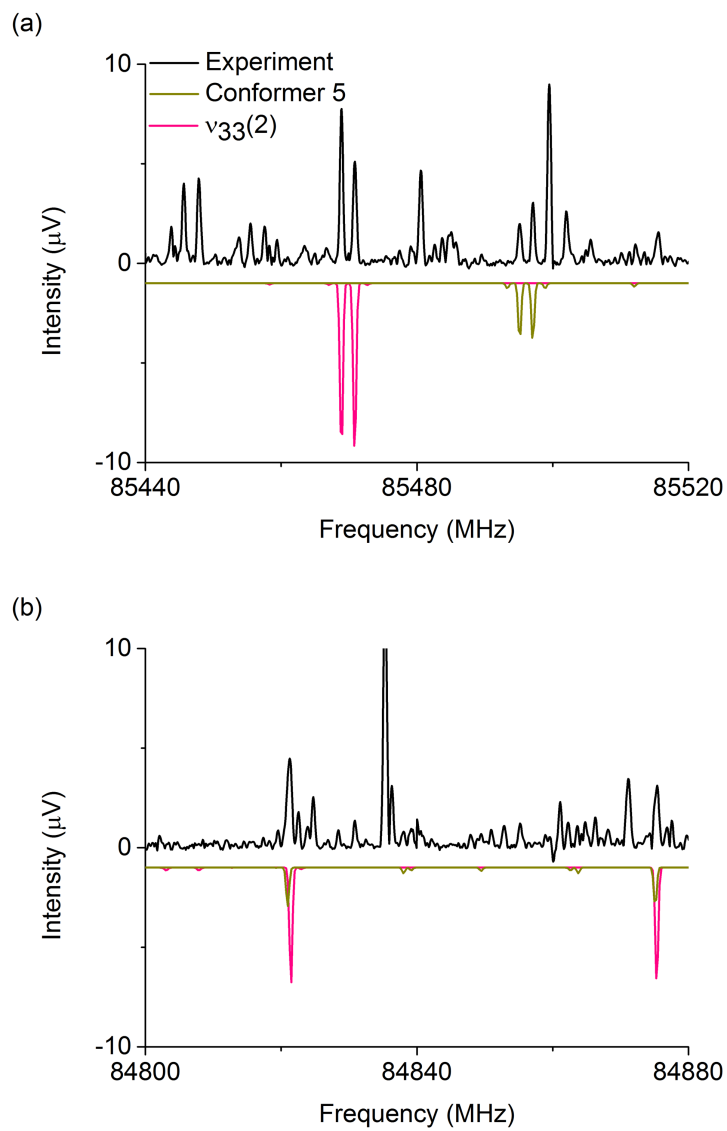 (a)
10
Experiment
Conformer 5
ν33(2)
0
Intensity (μV)
-10
85440
85480
85520
Frequency (MHz)
(b)
10
0
Intensity (μV)
-10
84800
84840
84880
Frequency (MHz)